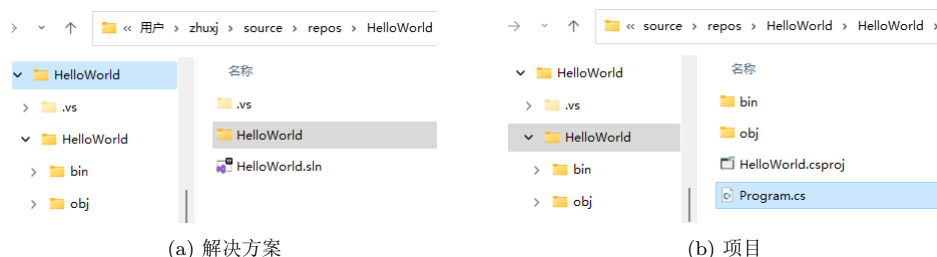 « 用户 › zhuxj › source › repos › HelloWorld
HelloWorld
.vs
HelloWorld
bin
obj
名称
.vs
HelloWorld
HelloWorld.sln
(a) 解决方案
« source › repos › HelloWorld › HelloWorld ›
HelloWorld
.vs
HelloWorld
bin
obj
名称
bin
obj
HelloWorld.csproj
Program.cs
(b) 项目